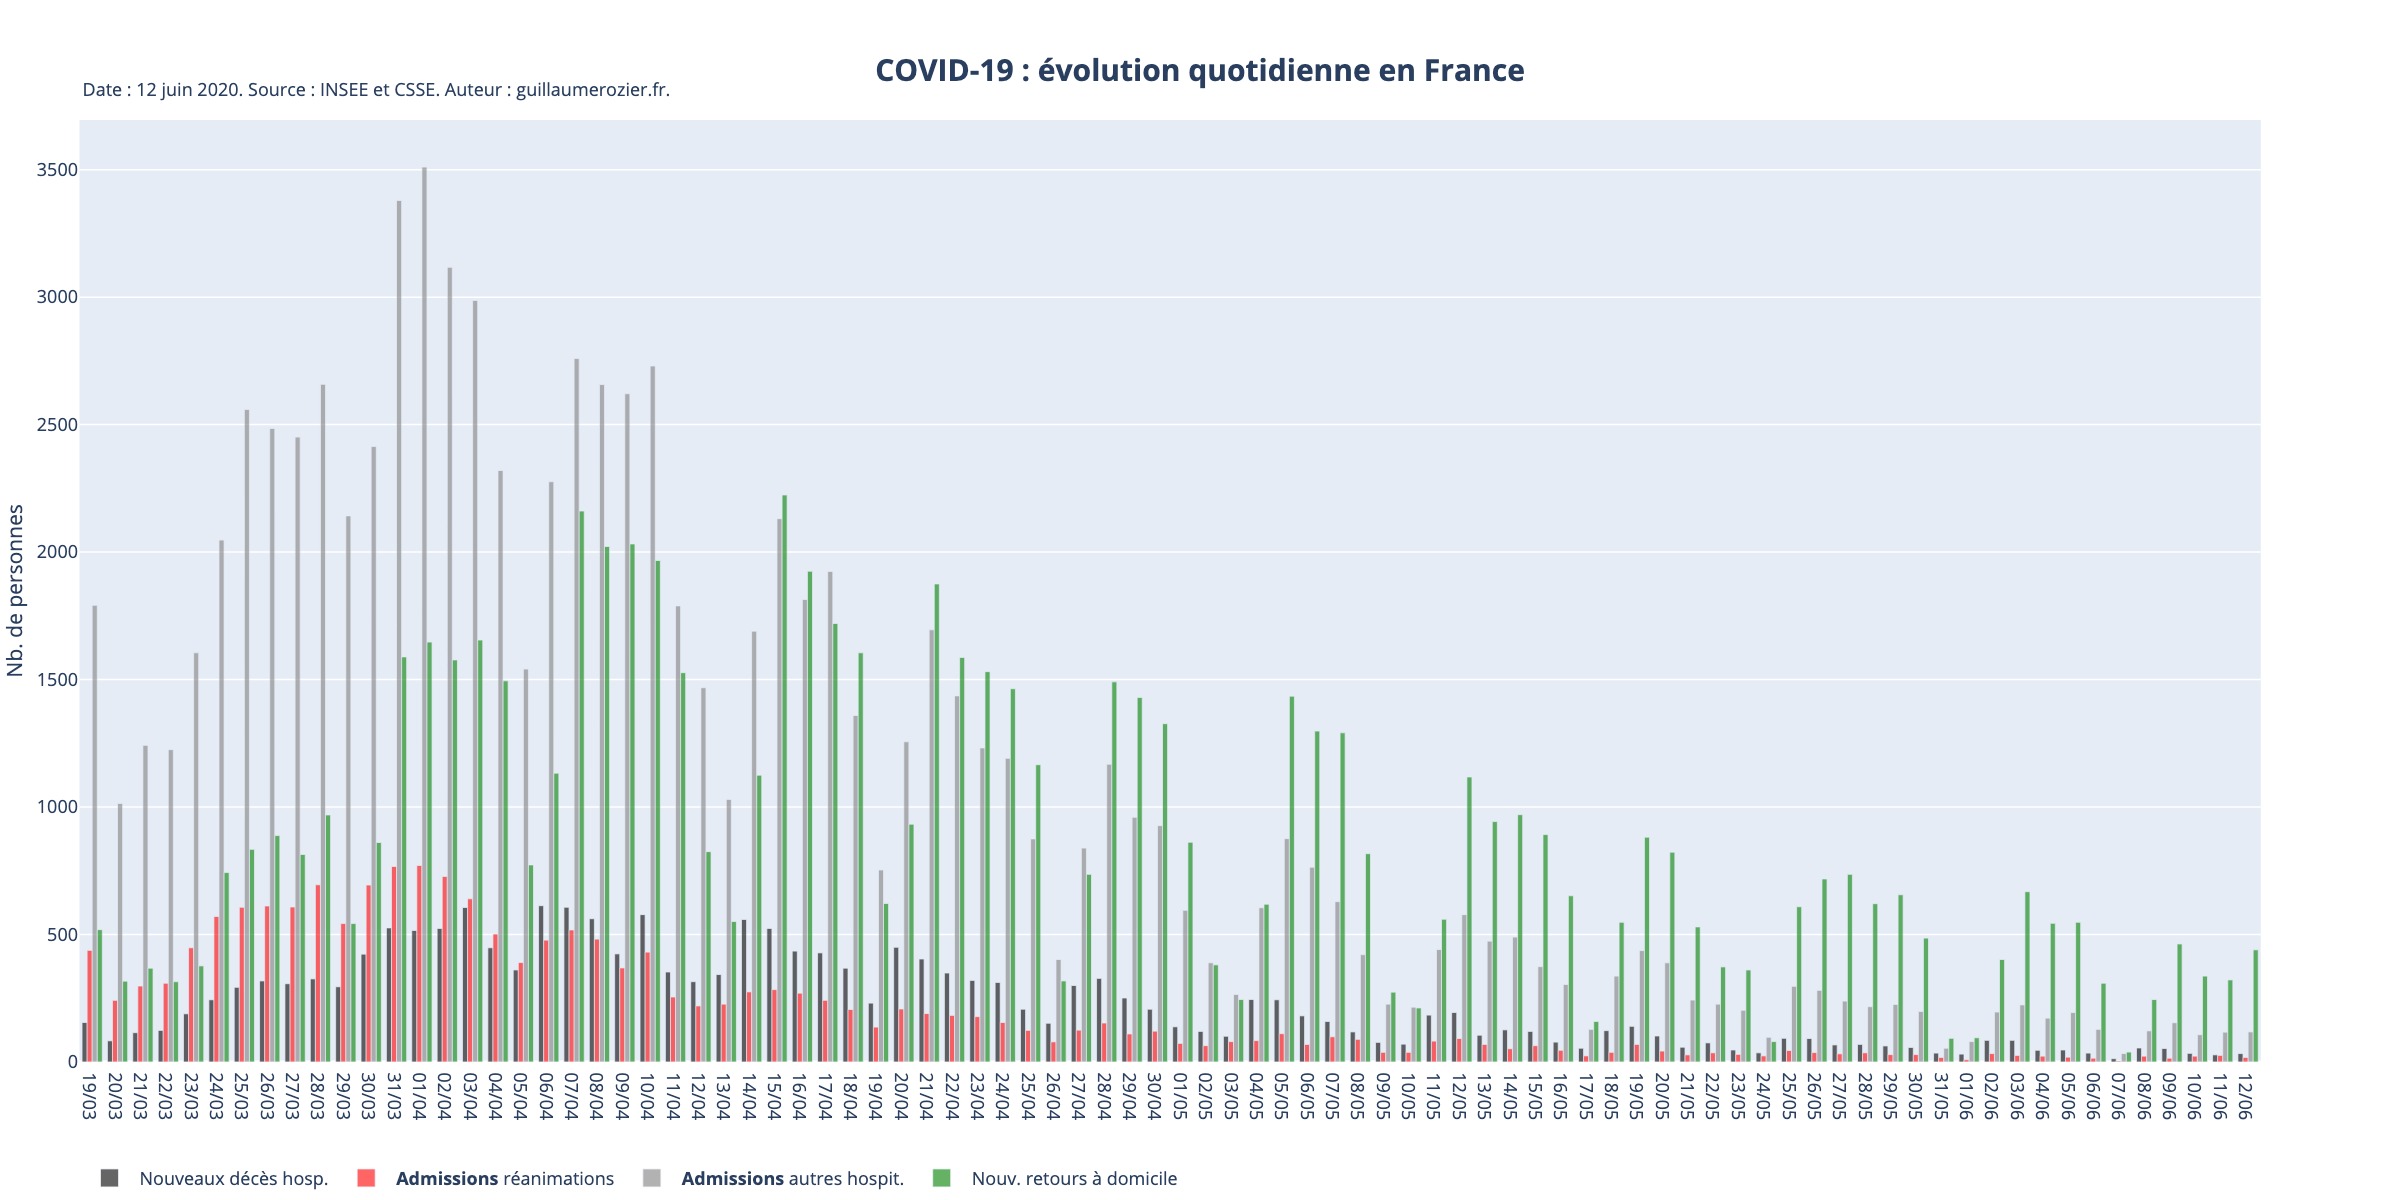 COVID-19 : évolution quotidienne en France
Date : 12 juin 2020. Source : INSEE et CSSE. Auteur : guillaumerozier.fr.
Nb. de personnes
3500
3000
2500
2000
1500
1000
500
0
19/03 20/03 21/03 22/03 23/03 24/03 25/03 26/03 27/03 28/03 29/03 30/03 31/03 01/04 02/04 03/04 04/04 05/04 06/04 07/04 08/04 09/04 10/04 11/04 12/04 13/04 14/04 15/04 16/04 17/04 18/04 19/04 20/04 21/04 22/04 23/04 24/04 25/04 26/04 27/04 28/04 29/04 30/04 01/05 02/05 03/05 04/05 05/05 06/05 07/05 08/05 09/05 10/05 11/05 12/05 13/05 14/05 15/05 16/05 17/05 18/05 19/05 20/05 21/05 22/05 23/05 24/05 25/05 26/05 27/05 28/05 29/05 30/05 31/05 01/06 02/06 03/06 04/06 05/06 06/06 07/06 08/06 09/06 10/06 11/06 12/06
Nouveaux décès hosp. Admissions réanimations Admissions autres hospit. Nouv. retours à domicile